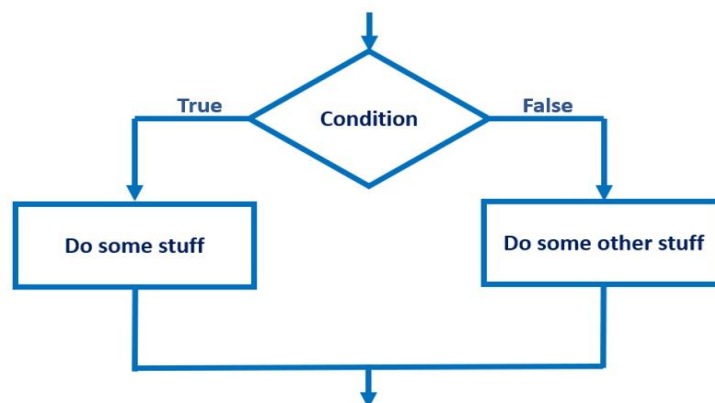 True
False
Condition
Do some stuff
Do some other stuff